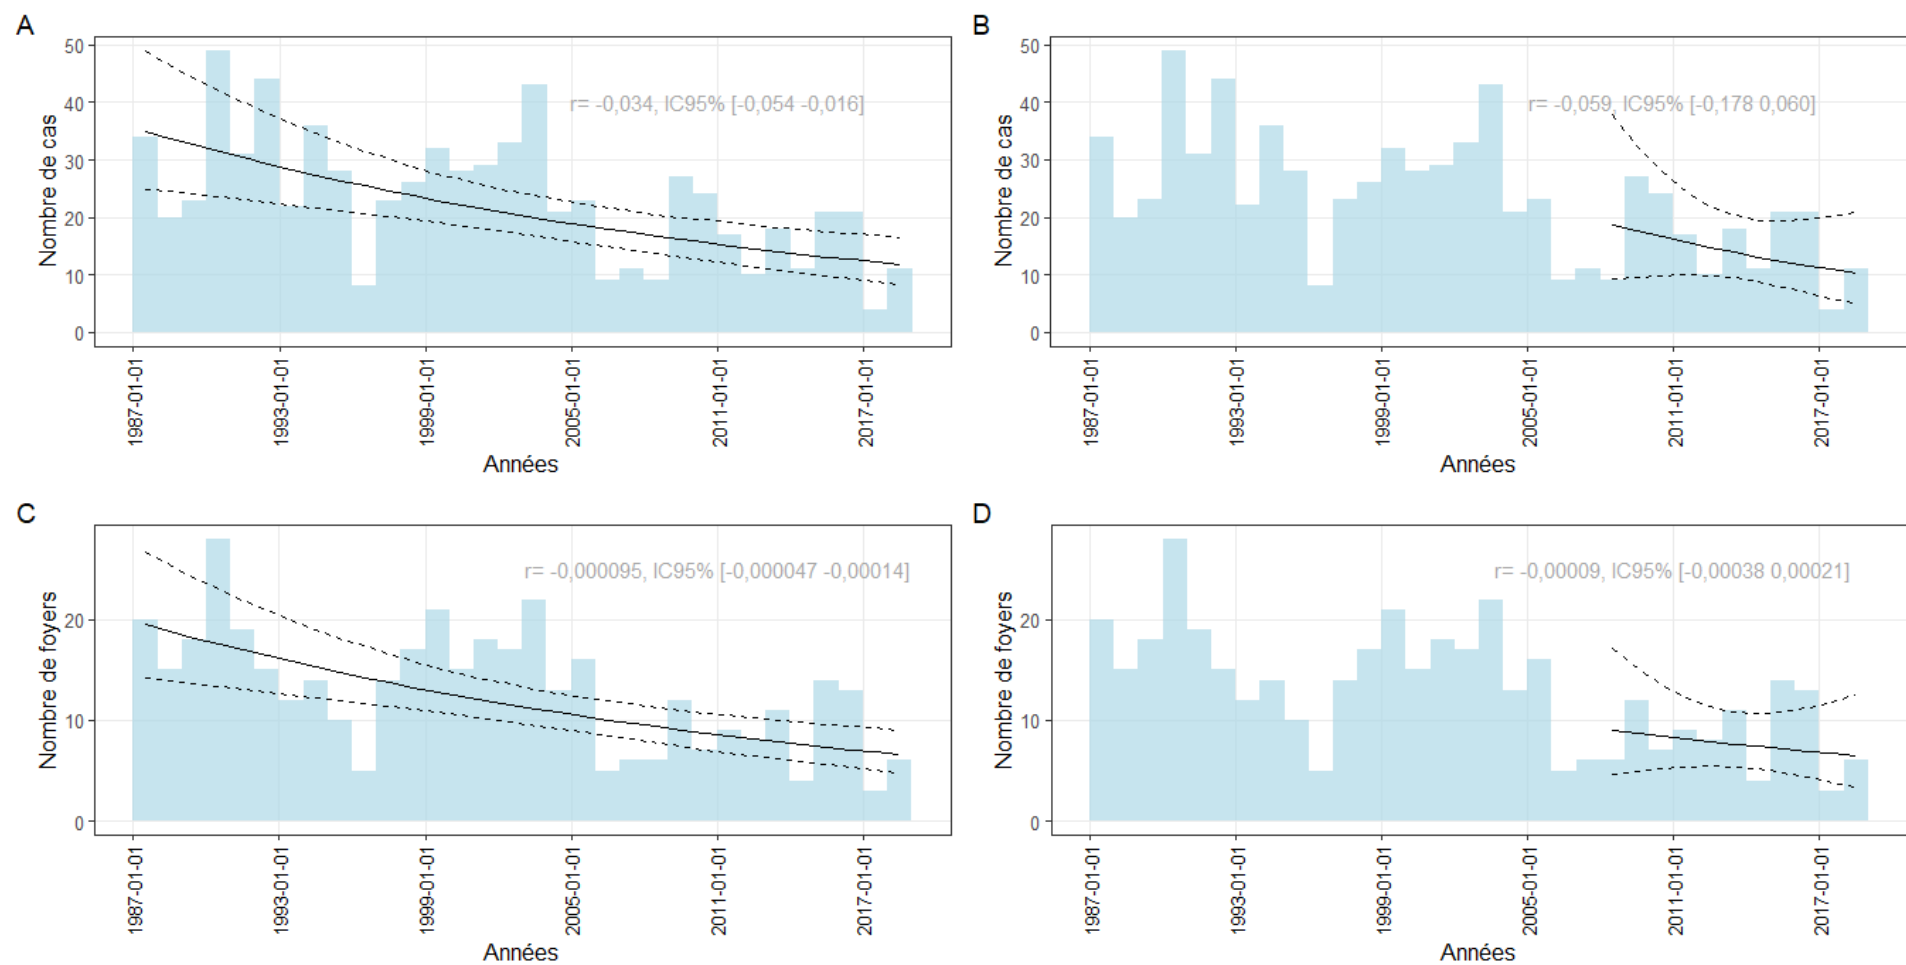 A
50
40
30
20
10
0
Nombre de cas
r= -0,034, IC95% [-0,054 -0,016]
1987-01-01
1993-01-01
1999-01-01
2005-01-01
2011-01-01
2017-01-01
Années
B
50
40
30
20
10
0
Nombre de cas
r= -0,059, IC95% [-0,178 0,060]
1987-01-01
1993-01-01
1999-01-01
2005-01-01
2011-01-01
2017-01-01
Années
C
20
10
0
Nombre de foyers
r= -0,000095, IC95% [-0,000047 -0,00014]
1987-01-01
1993-01-01
1999-01-01
2005-01-01
2011-01-01
2017-01-01
Années
D
20
10
0
Nombre de foyers
r= -0,00009, IC95% [-0,00038 0,00021]
1987-01-01
1993-01-01
1999-01-01
2005-01-01
2011-01-01
2017-01-01
Années